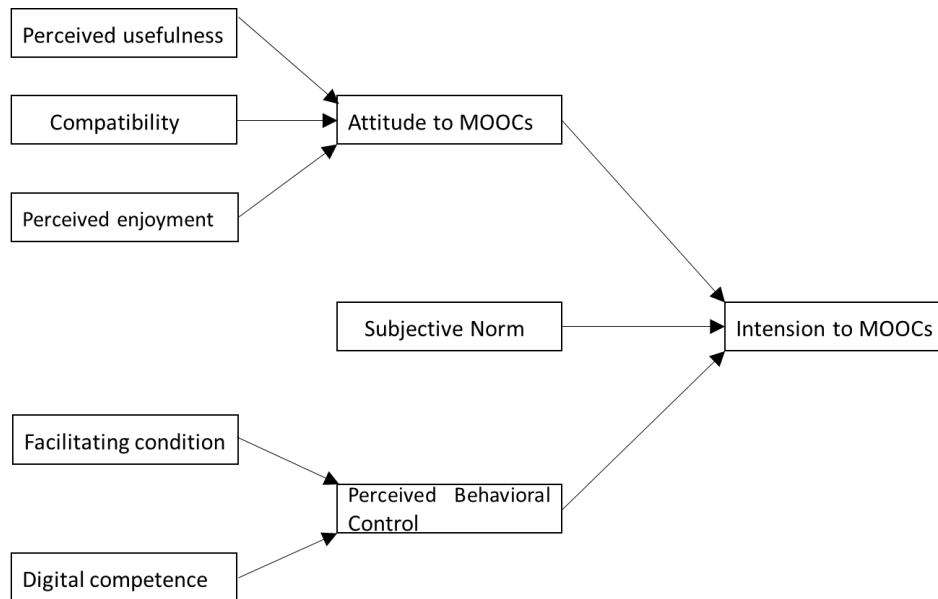 Perceived usefulness
Compatibility
Attitude to MOOCs
Perceived enjoyment
Subjective Norm
Intension to MOOCs
Facilitating condition
Perceived Behavioral
Control
Digital competence